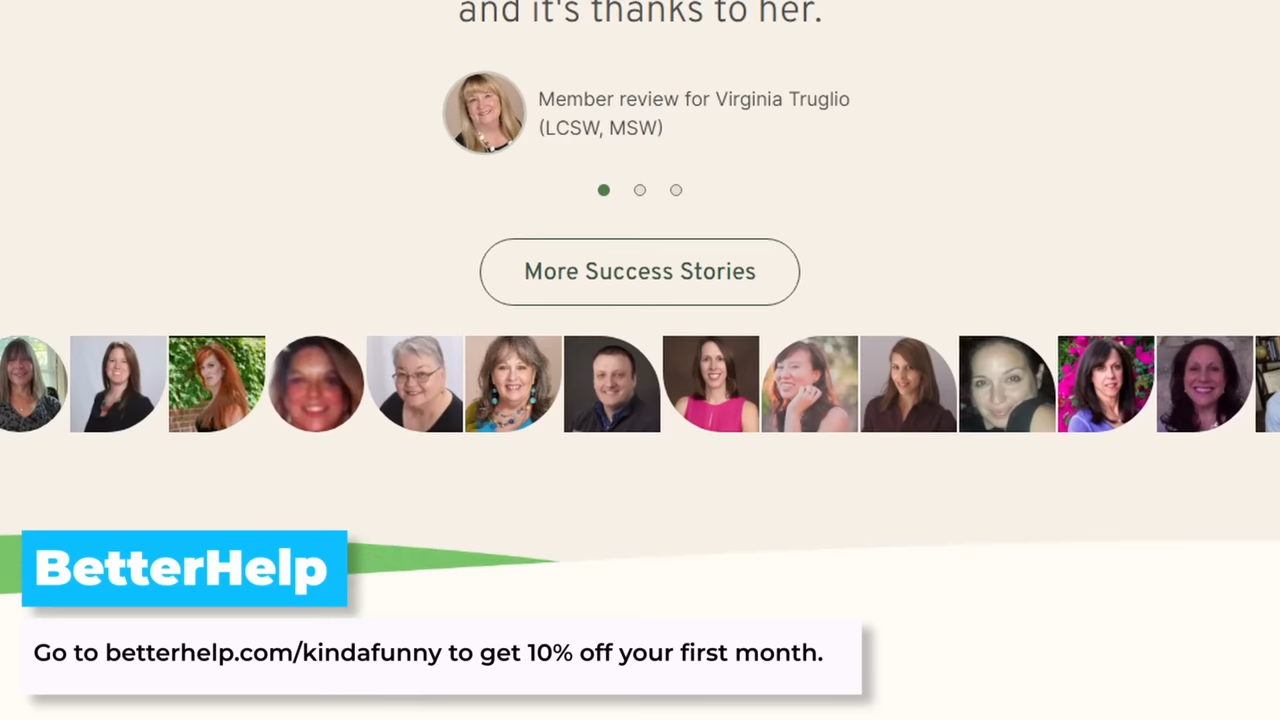 and it's thanks to her.
Member review for Virginia Truglio
(LCSW, MSW)
More Success Stories
BetterHelp
Go to betterhelp.com/kindafunny to get 10% off your first month.